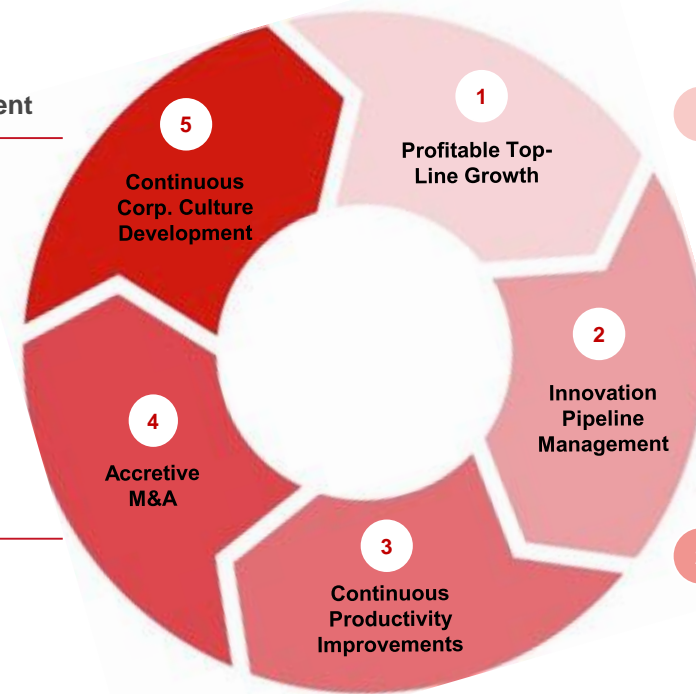 ent
1
Profitable Top-
Line Growth
2
Innovation
Pipeline
Management
3
Continuous
Productivity
Improvements
4
Accretive
M&A
5
Continuous
Corp. Culture
Development